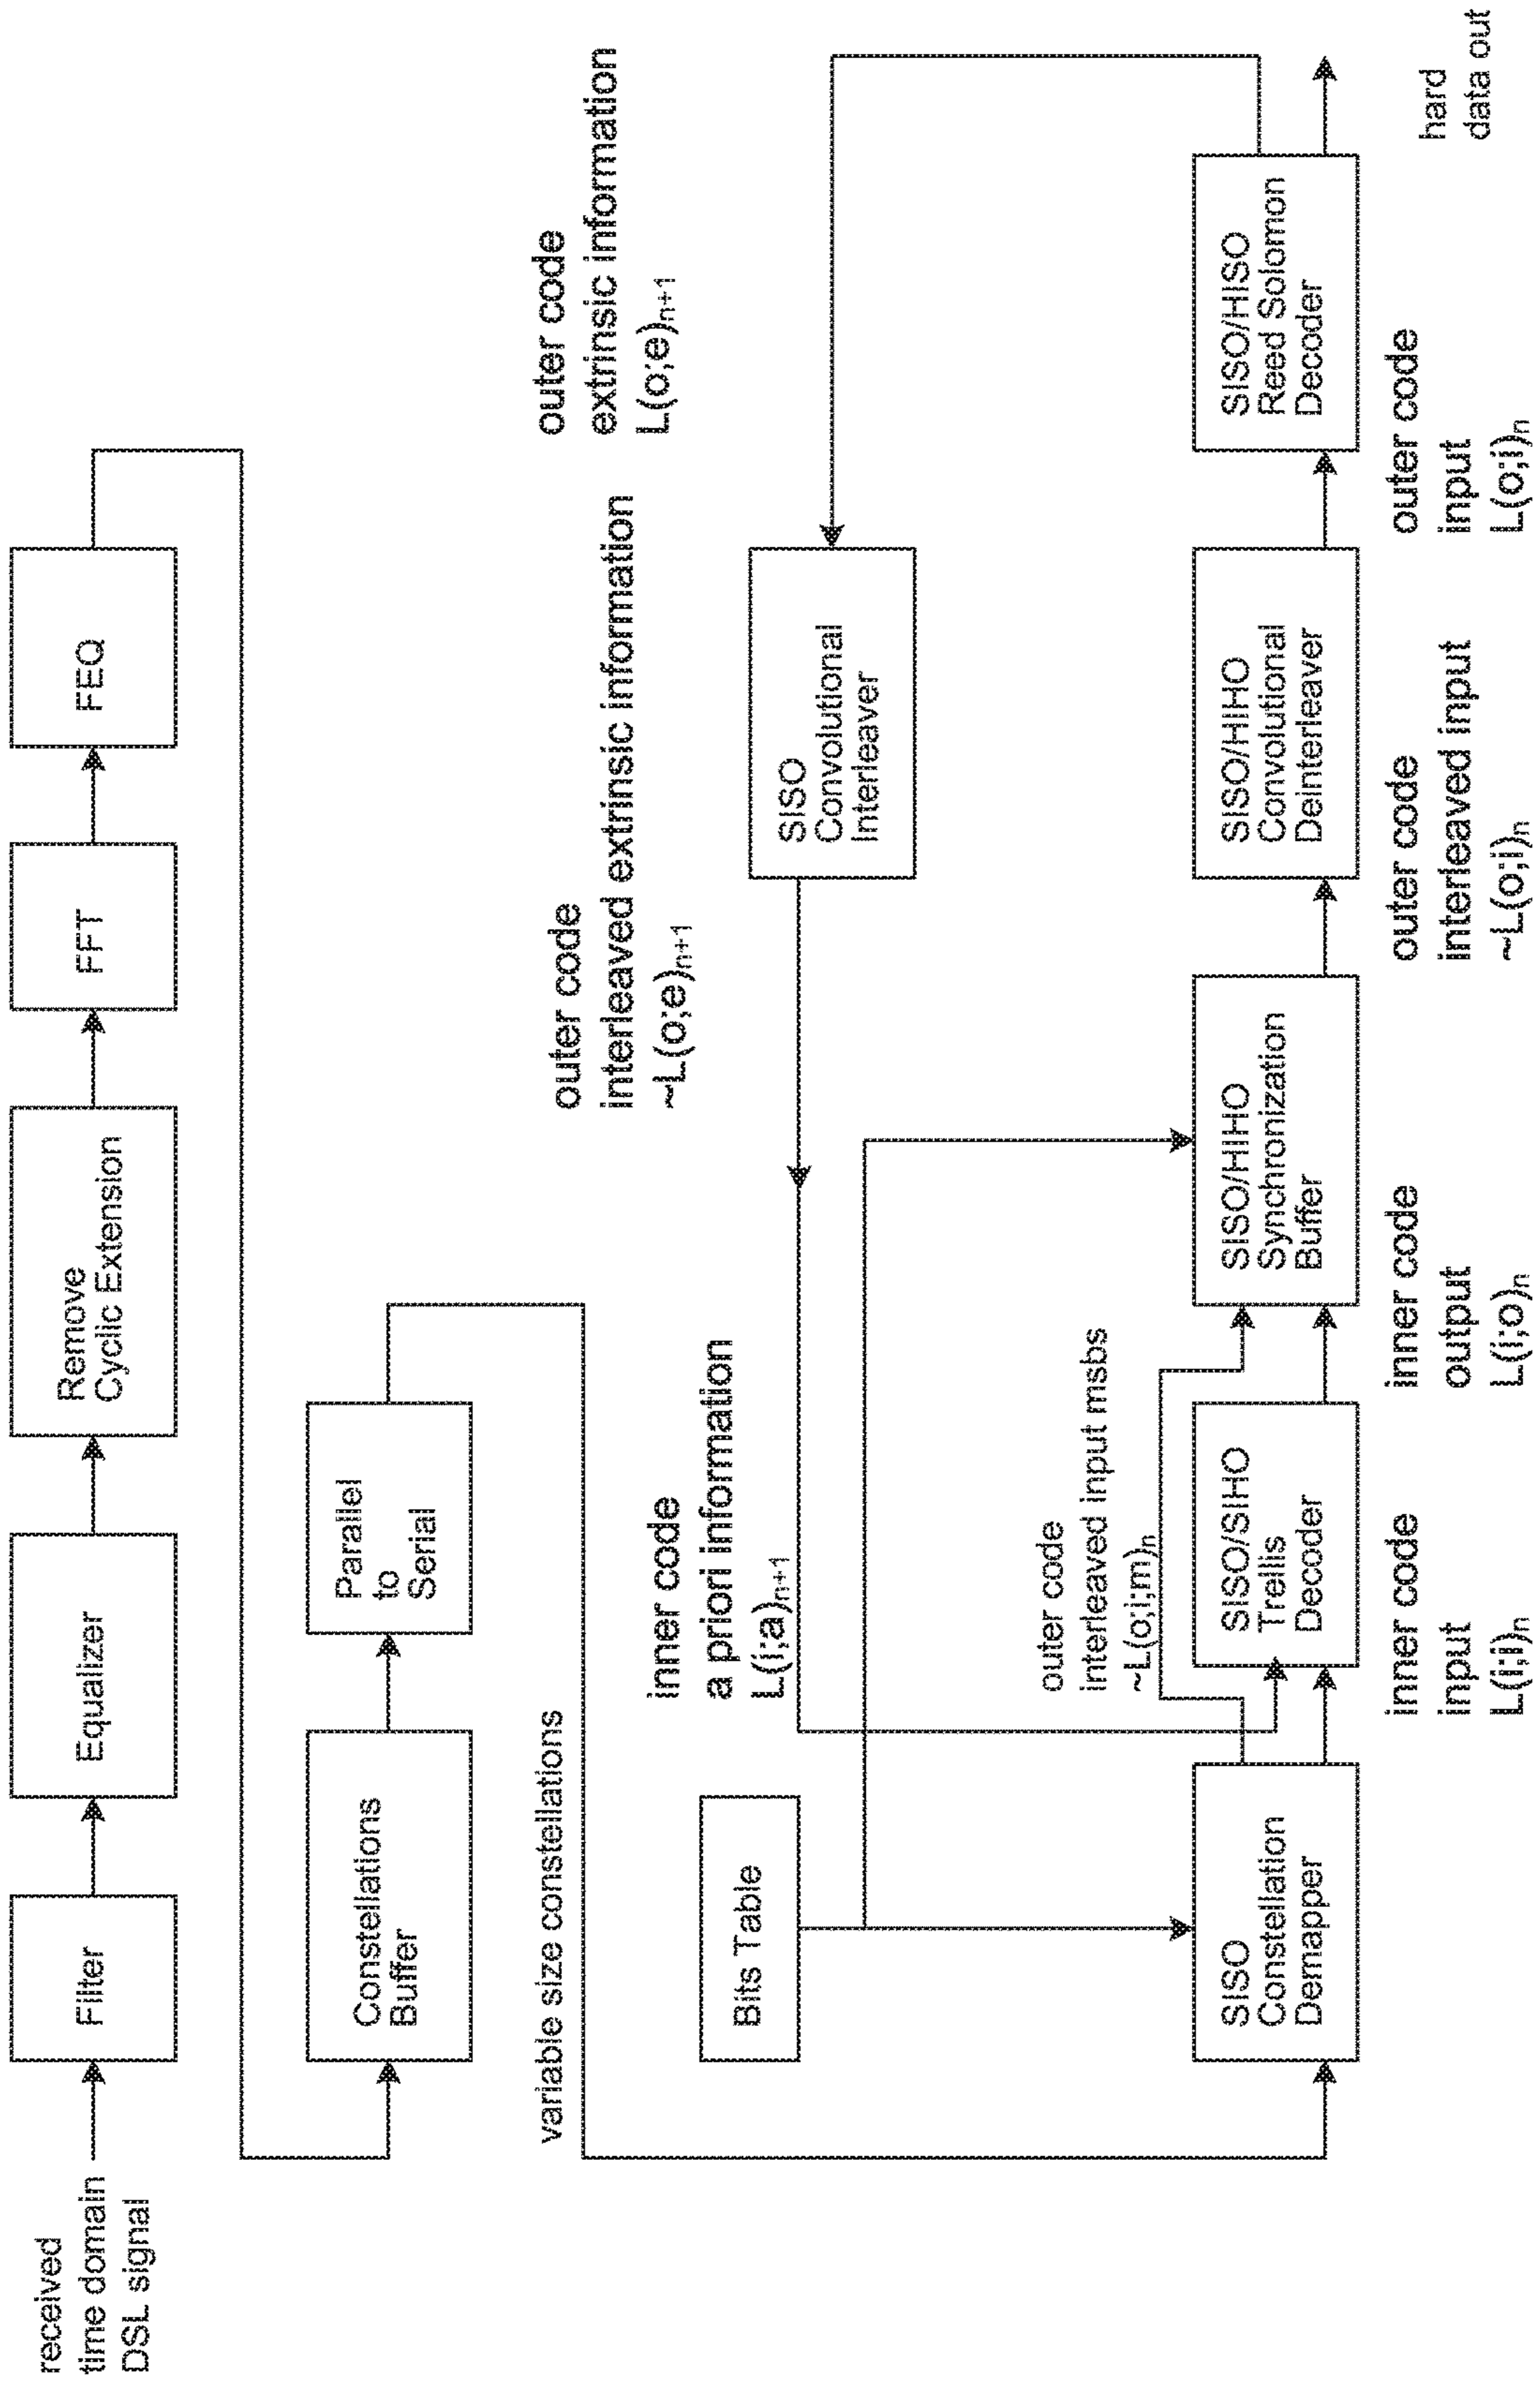 received
time domain
DSL signal
Filter
Equalizer
Remove
Cyclic Extension
FFT
FEQ
Constellations
Buffer
Parallel
to
Serial
variable size constellations
outer code
extrinsic information
L(o;e)n+1
outer code
interleaved extrinsic information
~L(o;e)n+1
inner code
a priori information
L(i;a)n+1
Bits Table
SISO
Convolutional
Interleaver
outer code
interleaved input msbs
~L(o;i;m)n
SISO
Constellation
Demapper
SISO/SIHO
Trellis
Decoder
SISO/HIHO
Synchronization
Buffer
SISO/HIHO
Convolutional
Deinterleaver
SISO/HISO
Reed Solomon
Decoder
inner code
input
L(i;i)n
inner code
output
L(i;o)n
outer code
interleaved input
~L(o;i)n
outer code
input
L(o;i)n
hard
data out